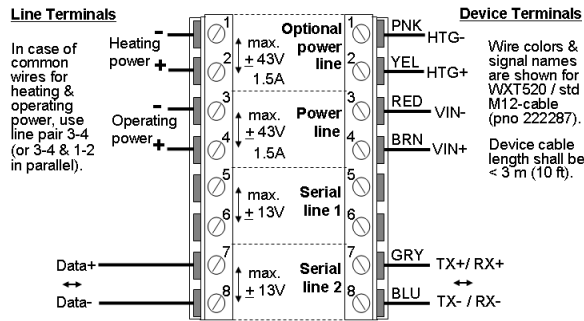 Line Terminals
Device Terminals
In case of
common
wires for
heating &
operating
power, use
line pair 3-4
(or 3-4 & 1-2
in parallel).
Heating
power
-
+
Operating
power
-
+
Data+
Data-
1
2
3
4
5
6
7
8
max.
± 43V
1.5A
Optional
power
line
max.
± 43V
1.5A
Power
line
max.
± 13V
Serial
line 1
max.
± 13V
Serial
line 2
1
2
3
4
5
6
7
8
PNK HTG-
YEL HTG+
RED VIN-
BRN VIN+
GRY TX+/ RX+
BLU TX- / RX-
Wire colors &
signal names
are shown for
WXT520 / std
M12-cable
(pno 222287).
Device cable
length shall be
< 3 m (10 ft).